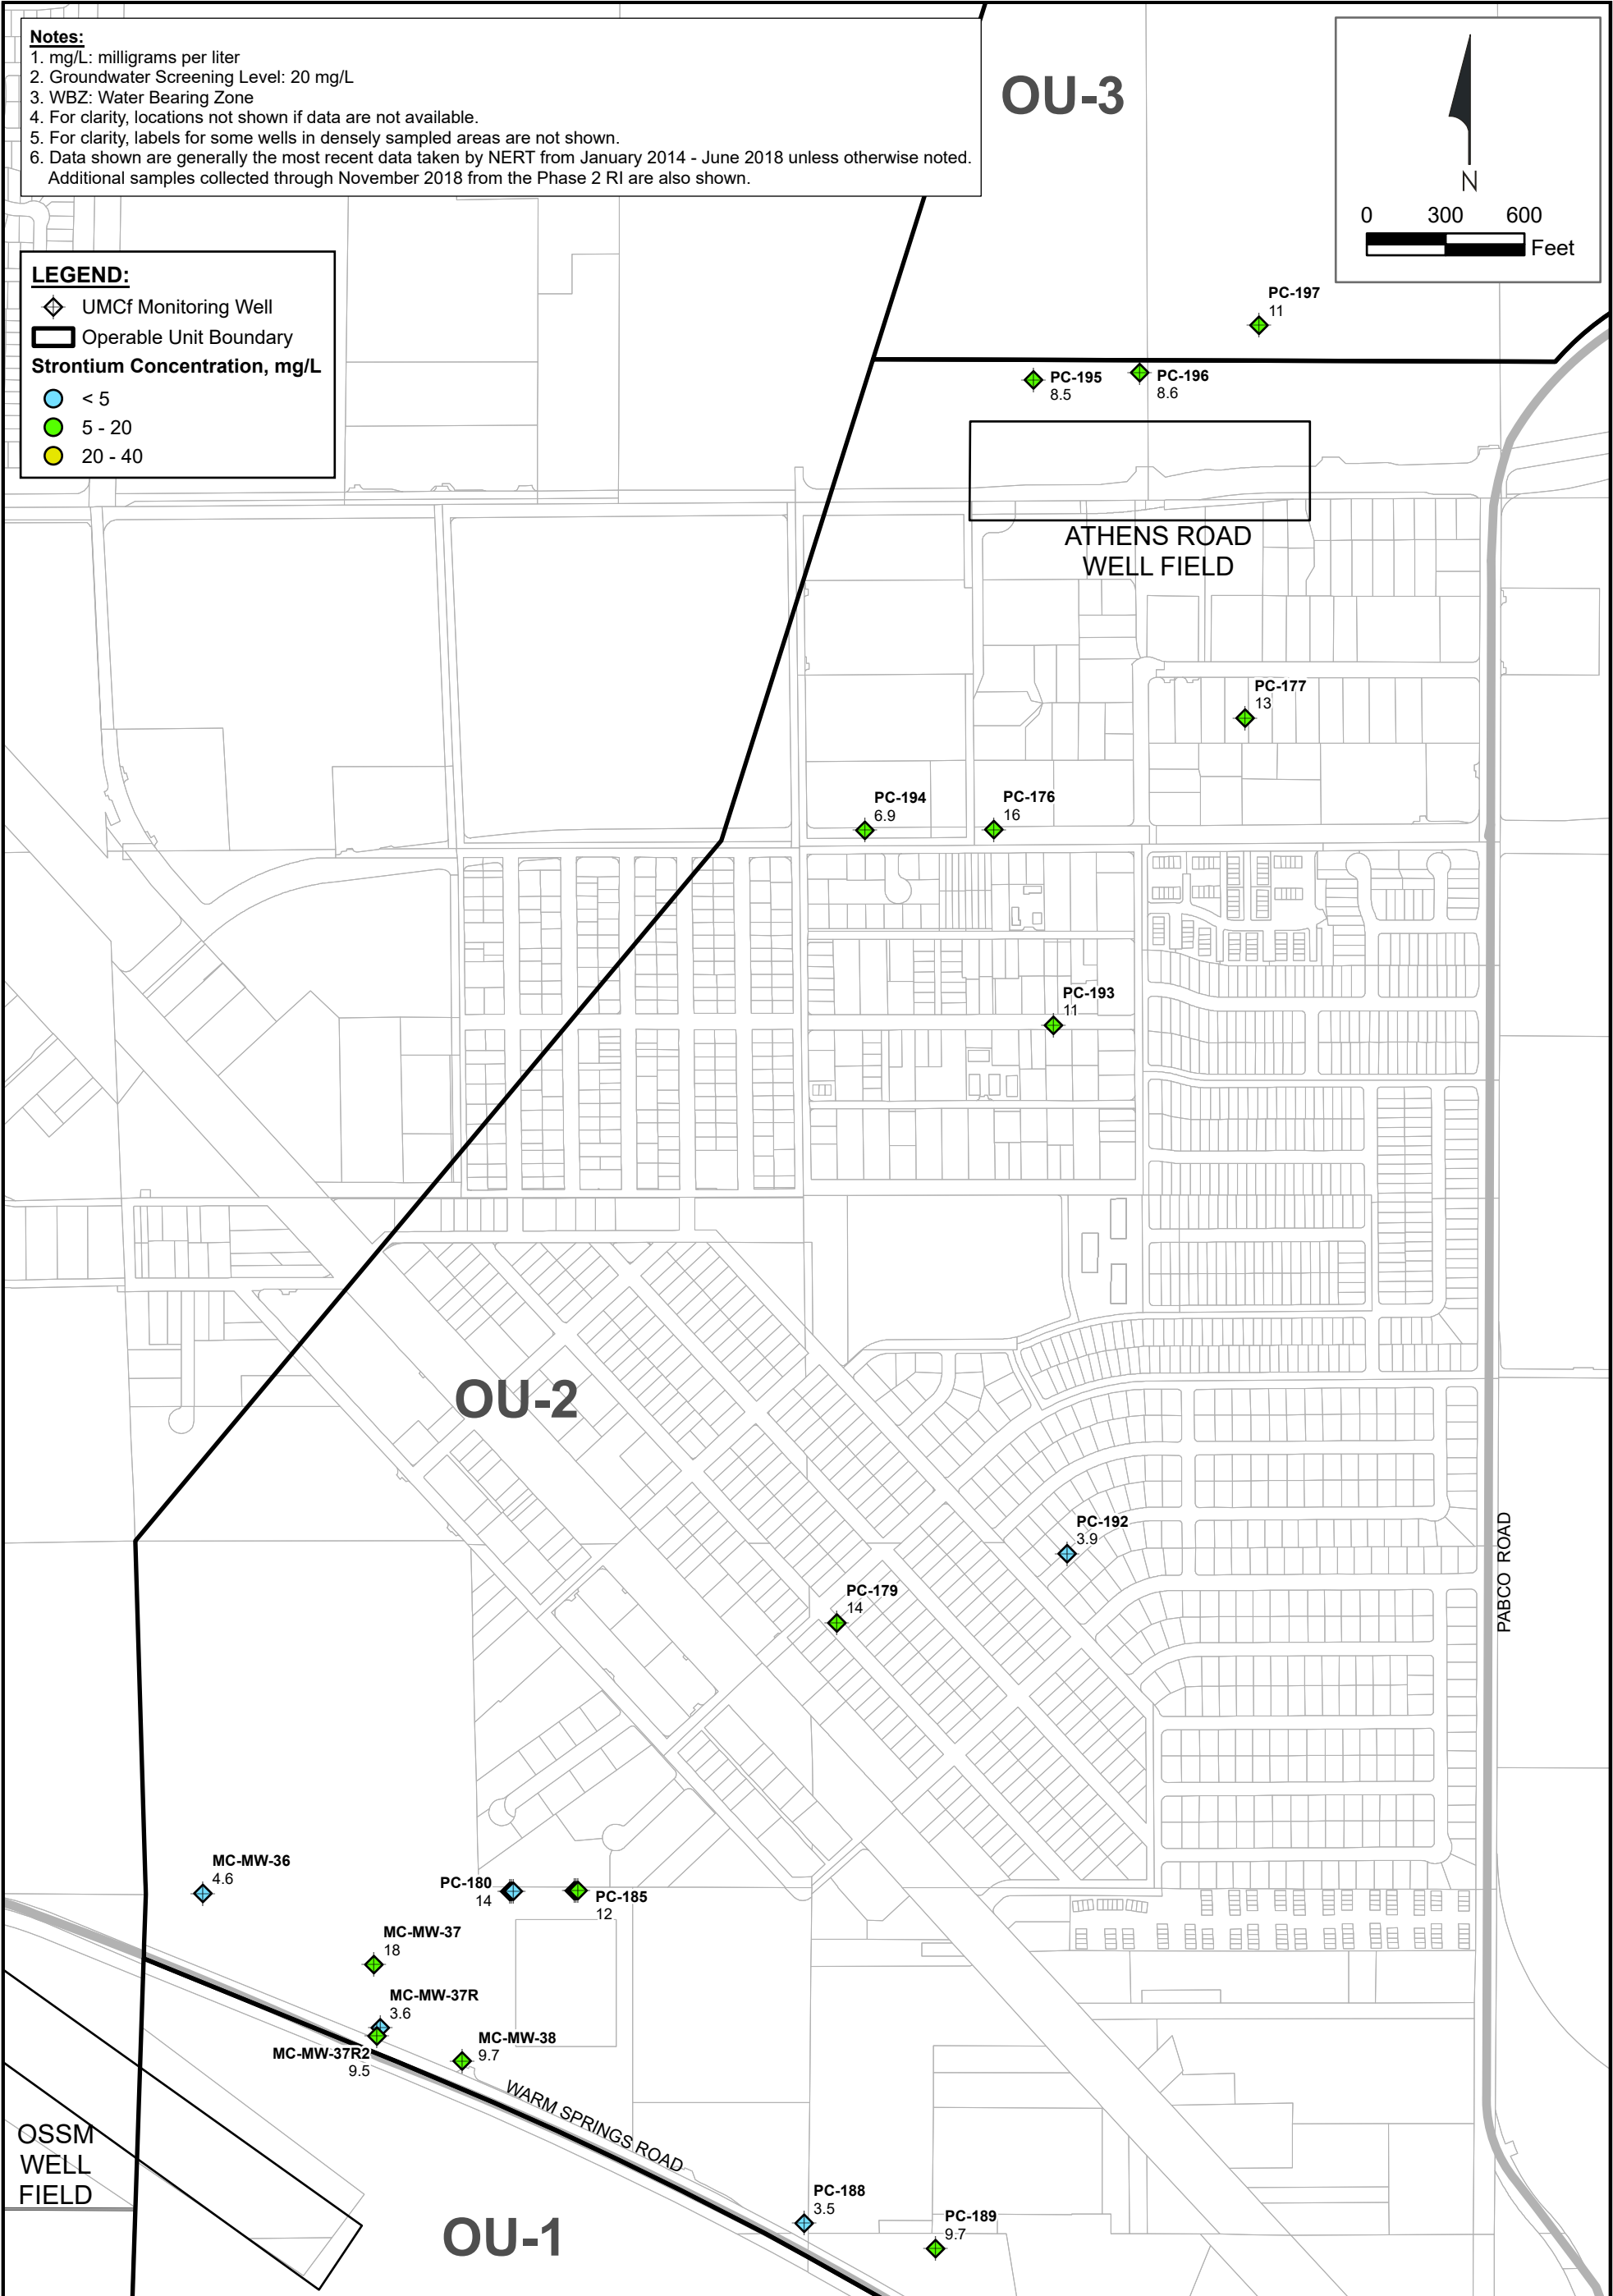 Notes:
1. mg/L: milligrams per liter
2. Groundwater Screening Level: 20 mg/L
3. WBZ: Water Bearing Zone
4. For clarity, locations not shown if data are not available.
5. For clarity, labels for some wells in densely sampled areas are not shown.
6. Data shown are generally the most recent data taken by NERT from January 2014 - June 2018 unless otherwise noted.
Additional samples collected through November 2018 from the Phase 2 RI are also shown.
OU-3
N
0 300 600
Feet
LEGEND:
UMCf Monitoring Well
Operable Unit Boundary
Strontium Concentration, mg/L
< 5
5 - 20
20 - 40
PC-197
11
PC-195
8.5
PC-196
8.6
ATHENS ROAD
WELL FIELD
PC-177
13
PC-194
6.9
PC-176
16
PC-193
11
OU-2
PC-192
3.9
PABCO ROAD
PC-179
14
MC-MW-36
4.6
PC-180
14
PC-185
12
MC-MW-37
18
MC-MW-37R
3.6
MC-MW-37R2
9.5
MC-MW-38
9.7
WARM SPRINGS ROAD
OSSM
WELL
FIELD
PC-188
3.5
PC-189
9.7
OU-1